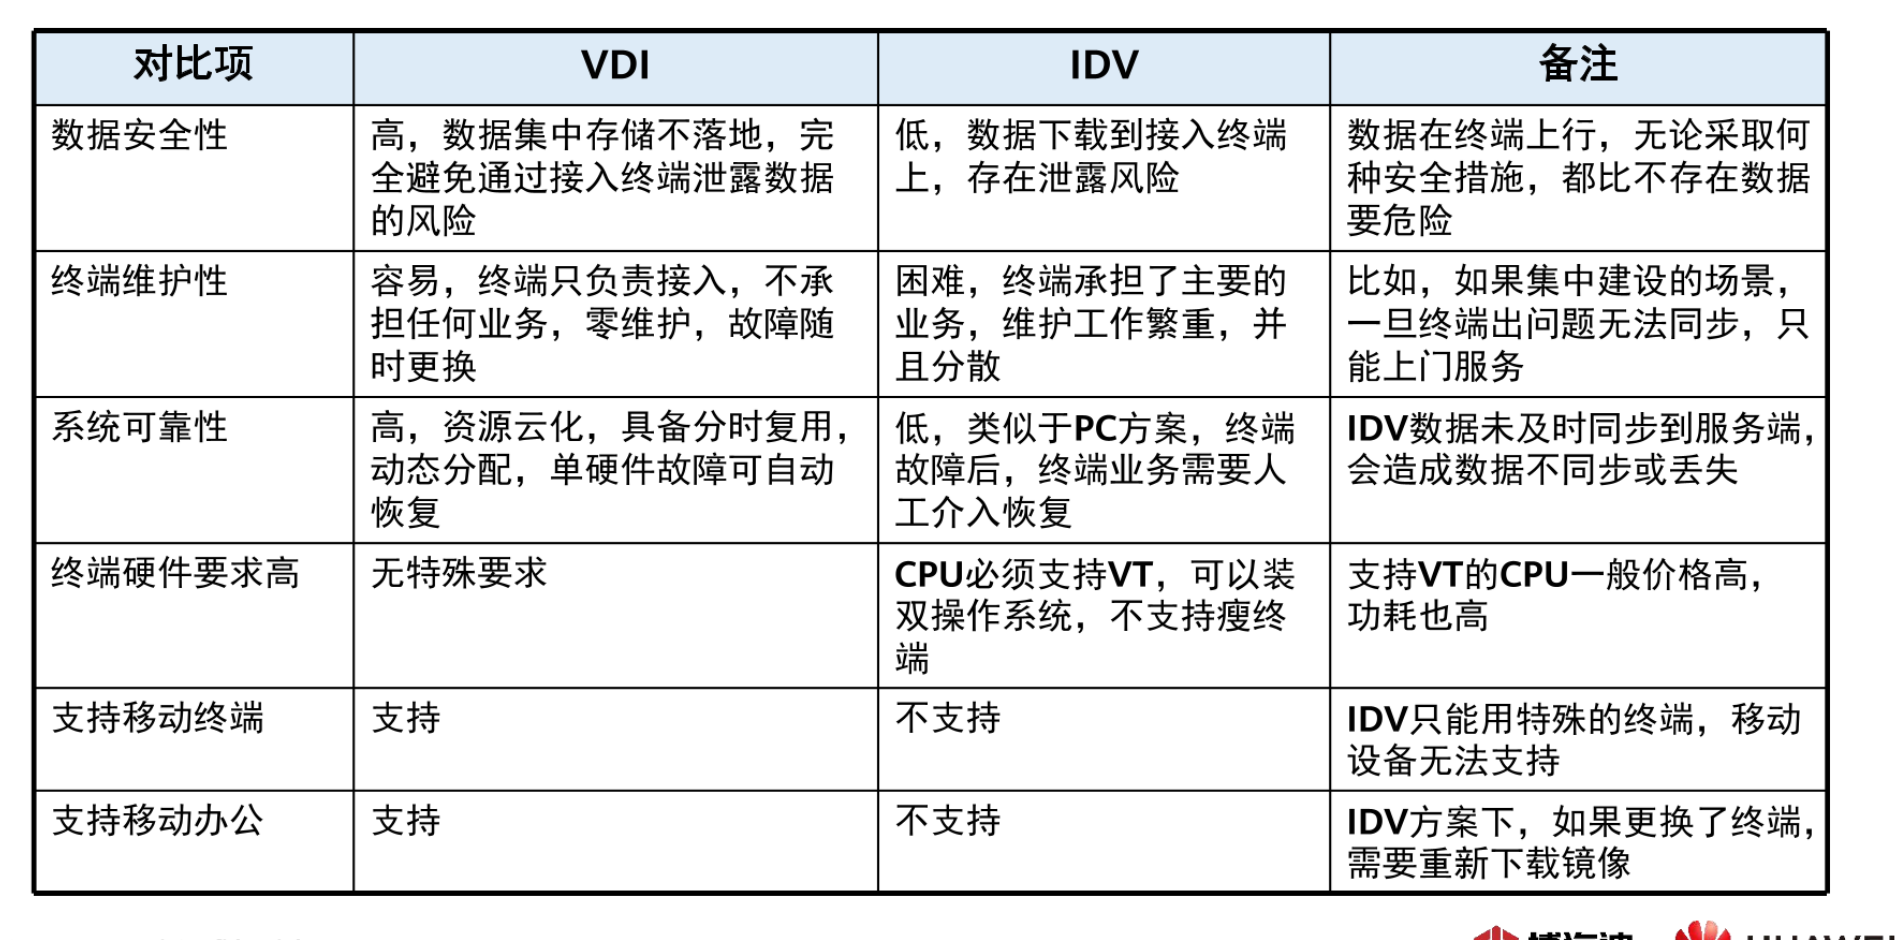 对比项
VDI
IDV
备注
数据安全性
高，数据集中存储不落地，完
全避免通过接入终端泄露数据
的风险
低，数据下载到接入终端
上，存在泄露风险
数据在终端上行，无论采取何
种安全措施，都比不存在数据
要危险
终端维护性
容易，终端只负责接入，不承
担任何业务，零维护，故障随
时更换
困难，终端承担了主要的
业务，维护工作繁重，并
且分散
比如，如果集中建设的场景，
一旦终端出问题无法同步，只
能上门服务
系统可靠性
高，资源云化，具备分时复用，
动态分配，单硬件故障可自动
恢复
低，类似于PC方案，终端
故障后，终端业务需要人
工介入恢复
IDV数据未及时同步到服务端，
会造成数据不同步或丢失
终端硬件要求高
无特殊要求
CPU必须支持VT，可以装
双操作系统，不支持瘦终
端
支持VT的CPU一般价格高，
功耗也高
支持移动终端
支持
不支持
IDV只能用特殊的终端，移动
设备无法支持
支持移动办公
支持
不支持
IDV方案下，如果更换了终端，
需要重新下载镜像